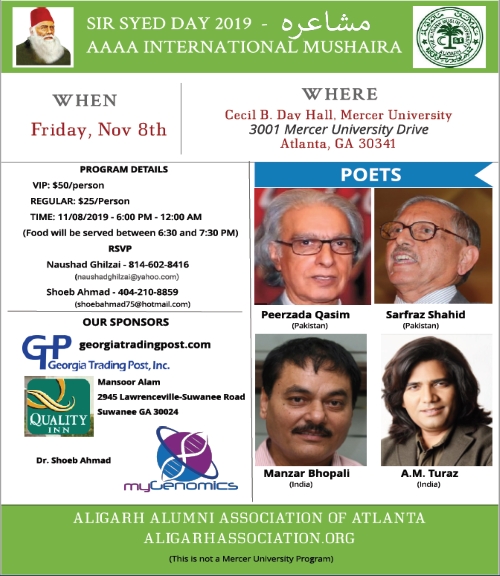 SIR SYED DAY 2019 - مشاعره
AAAA INTERNATIONAL MUSHAIRA
WHEN
Friday, Nov 8th
WHERE
Cecil B. Day Hall, Mercer University
3001 Mercer University Drive
Atlanta, GA 30341
PROGRAM DETAILS
VIP: $50/person
REGULAR: $25/Person
TIME: 11/08/2019 - 6:00 PM - 12:00 AM
(Food will be served between 6:30 and 7:30 PM)
RSVP
Naushad Ghilzai - 814-602-8416
(naushadghilzai@yahoo.com)
Shoeb Ahmad - 404-210-8859
(shoebahmad75@hotmail.com)
OUR SPONSORS
GTP georgiatradingpost.com
Georgia Trading Post, Inc.
QUALITY
INN
Mansoor Alam
2945 Lawrenceville-Suwanee Road
Suwanee GA 30024
Dr. Shoeb Ahmad
myGenomics
POETS
Peerzada Qasim
(Pakistan)
Sarfraz Shahid
(Pakistan)
Manzar Bhopali
(India)
A.M. Turaz
(India)
ALIGARH ALUMNI ASSOCIATION OF ATLANTA
ALIGARHASSOCIATION.ORG
(This is not a Mercer University Program)